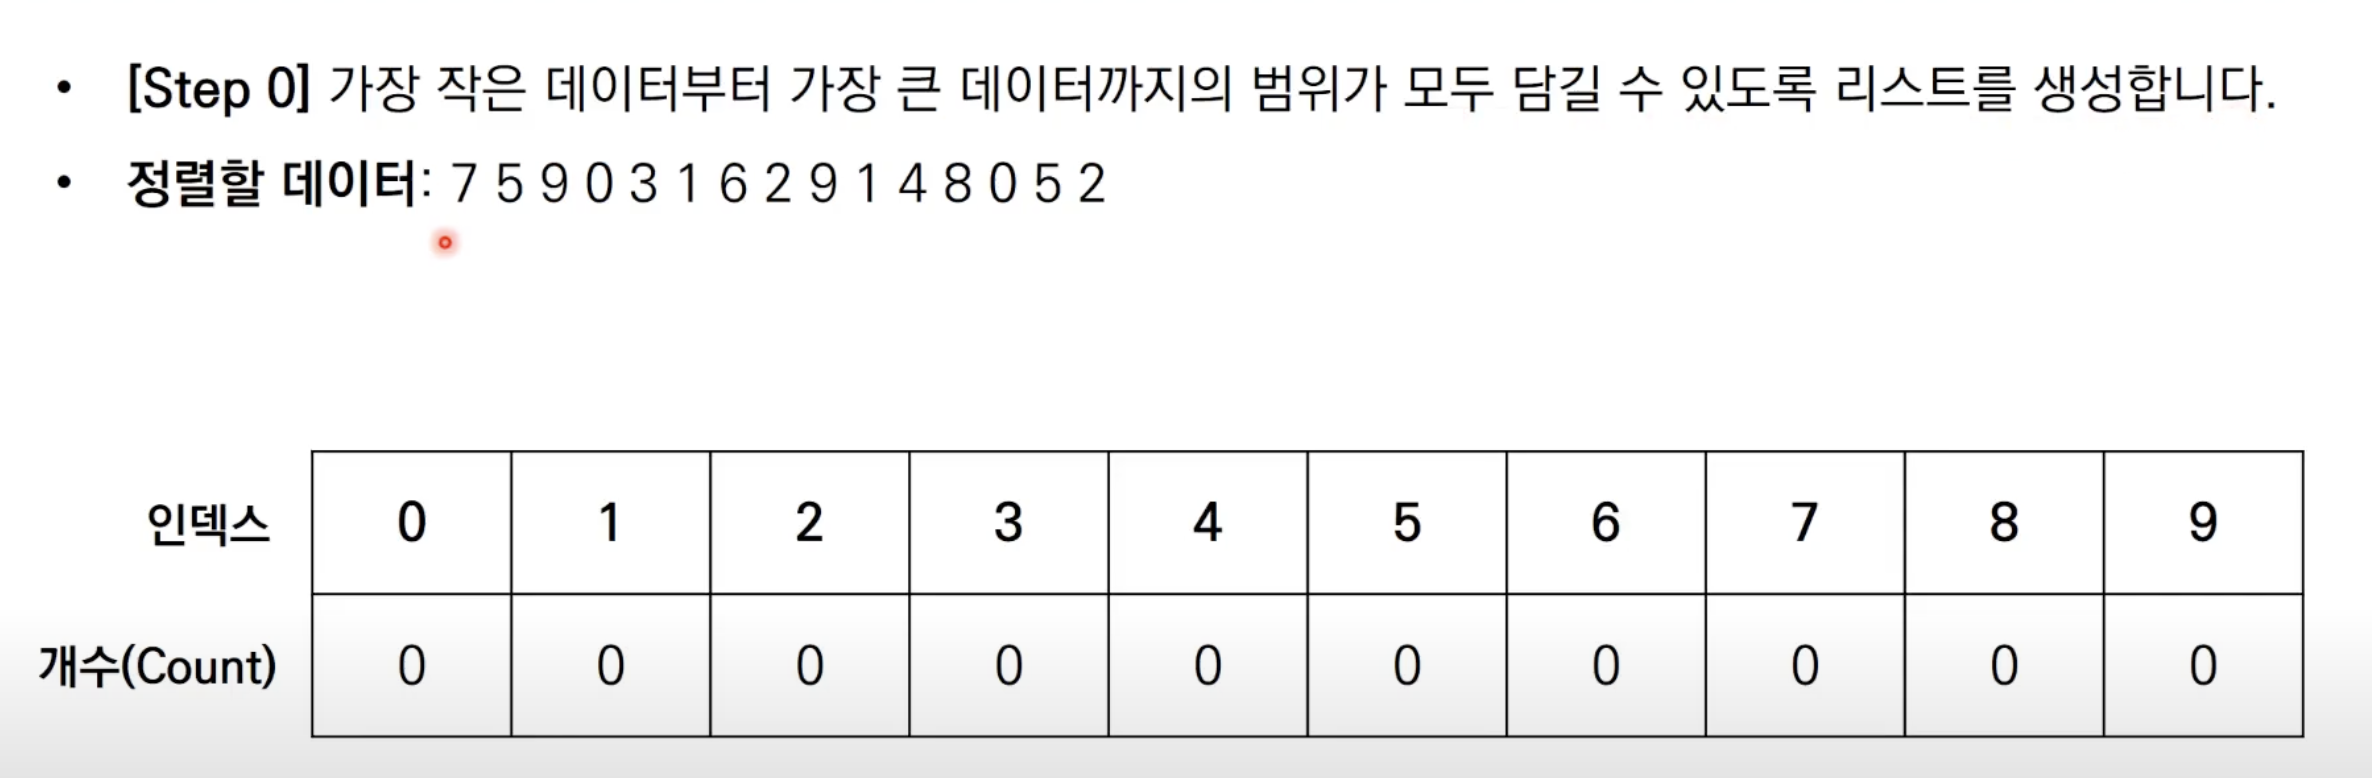 • [Step 0] 가장 작은 데이터부터 가장 큰 데이터까지의 범위가 모두 담길 수 있도록 리스트를 생성합니다.
• 정렬할 데이터: 7 5 9 0 3 1 6 2 9 1 4 8 0 5 2
인덱스 0 1 2 3 4 5 6 7 8 9
개수(Count) 0 0 0 0 0 0 0 0 0 0